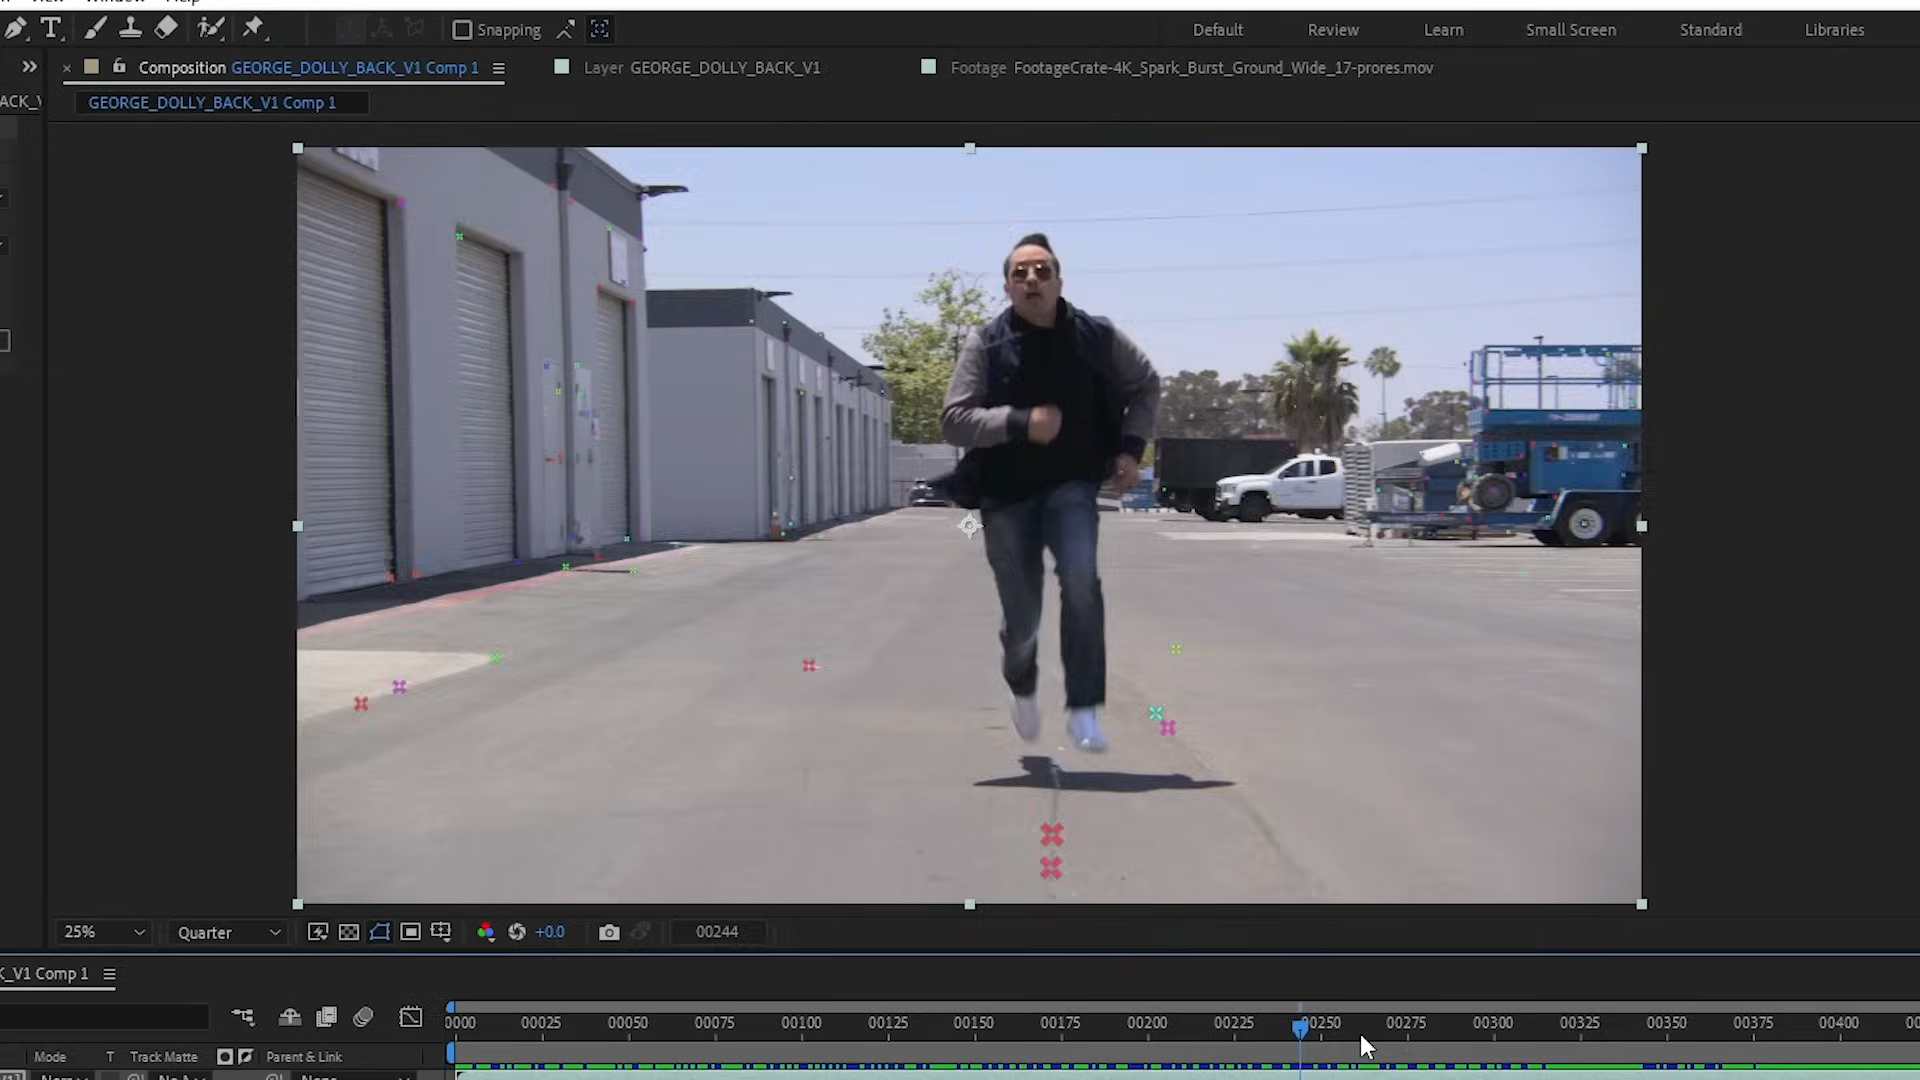 Snapping
Default
Review
Learn
Small Screen
Standard
Libraries
Composition GEORGE_DOLLY_BACK_V1 Comp 1
Layer GEORGE_DOLLY_BACK_V1
Footage FootageCrate-4K_Spark_Burst_Ground_Wide_17-prores.mov
GEORGE_DOLLY_BACK_V1 Comp 1
25%
Quarter
+0.0
00244
_V1 Comp 1
0000 00025 00050 00075 00100 00125 00150 00175 00200 00225 00250 00275 00300 00325 00350 00375 00400
Mode
T
Track Matte
Parent & Link